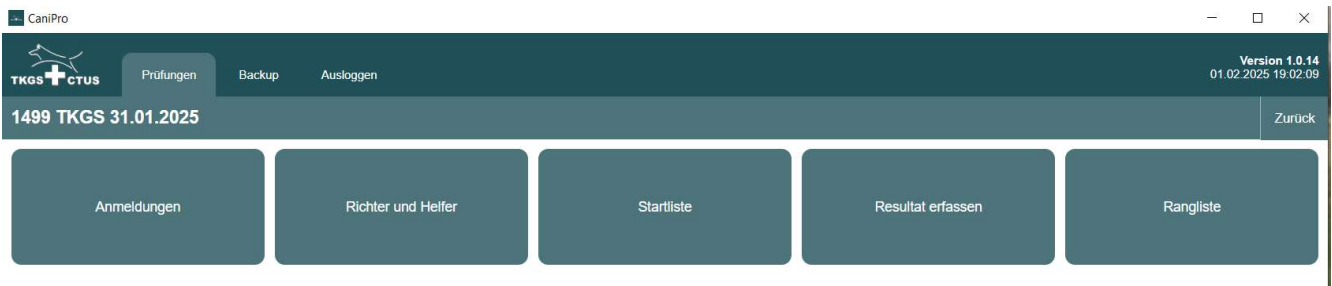 CaniPro
TKGS CTUS
Prüfungen
Backup
Ausloggen
Version 1.0.14
01.02.2025 19:02:09
1499 TKGS 31.01.2025
Zurück
Anmeldungen
Richter und Helfer
Startliste
Resultat erfassen
Rangliste